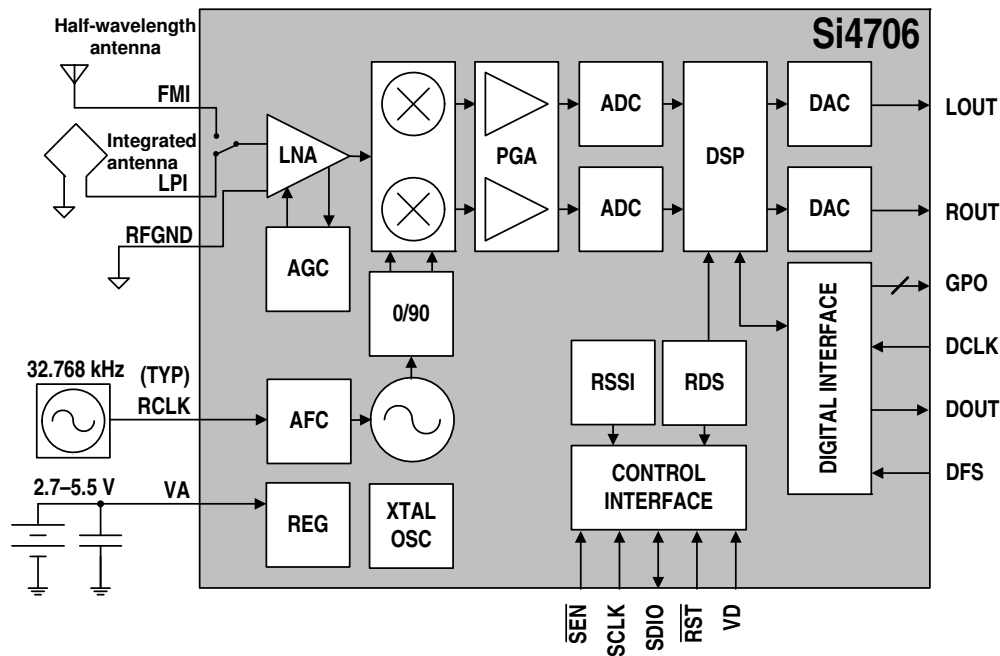 Half-wavelength
antenna
Si4706
FMI
Integrated
antenna
LPI
RFGND
LNA
AGC
0/90
PGA
ADC
ADC
DSP
DAC
DAC
LOUT
ROUT
GPO
DCLK
DOUT
DFS
DIGITAL INTERFACE
32.768 kHz
(TYP)
RCLK
AFC
RSSI
RDS
2.7–5.5 V
VA
REG
XTAL
OSC
CONTROL
INTERFACE
SEN
SCLK
SDIO
RST
VD